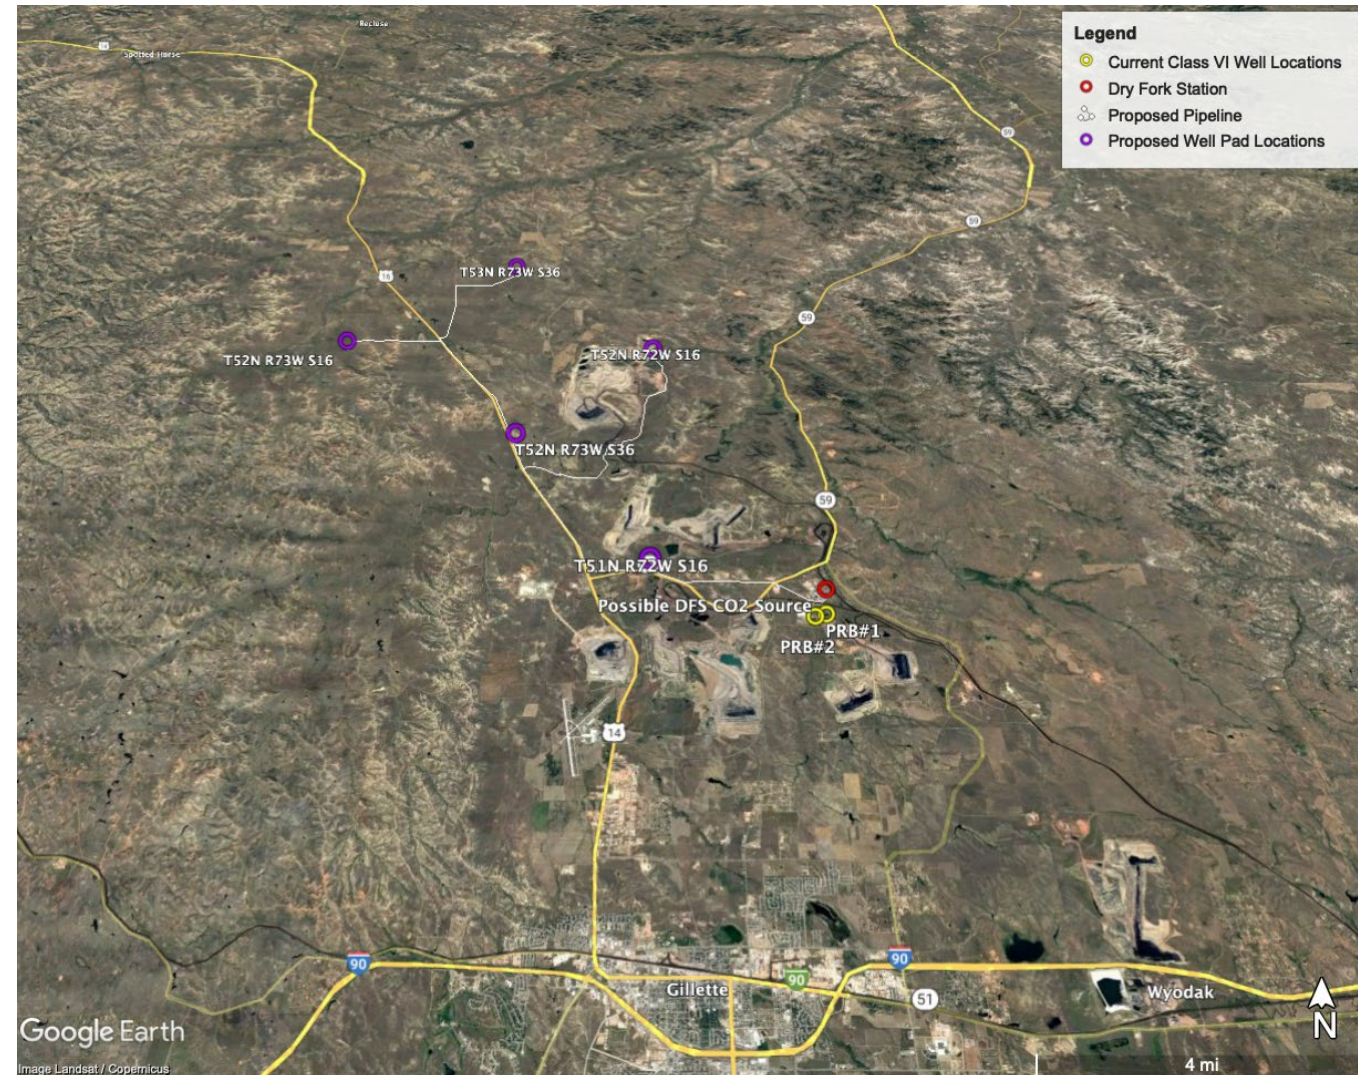 Recluse
14
Spotted Horse
Legend
Current Class VI Well Locations
Dry Fork Station
Proposed Pipeline
Proposed Well Pad Locations
59
59
16
T53N R73W S36
59
T52N R73W S16
T52N R72W S16
T52N R73W S36
59
T51N R72W S16
Possible DFS CO2 Source
PRB#1
PRB#2
14
90
90
90
51
Gillette
Wyodak
N
Google Earth
Image Landsat / Copernicus
4 mi